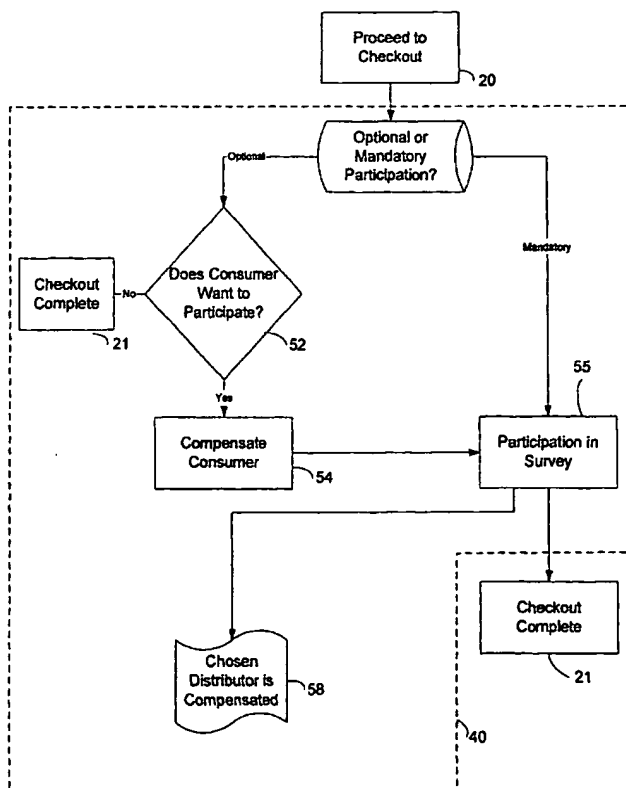 Proceed to
Checkout
20
Optional or
Mandatory
Participation?
Optional
Mandatory
Does Consumer
Want to
Participate?
Checkout
Complete
No
21
52
Yes
55
Compensate
Consumer
54
Participation in
Survey
Checkout
Complete
21
Chosen
Distributor is
Compensated
58
40